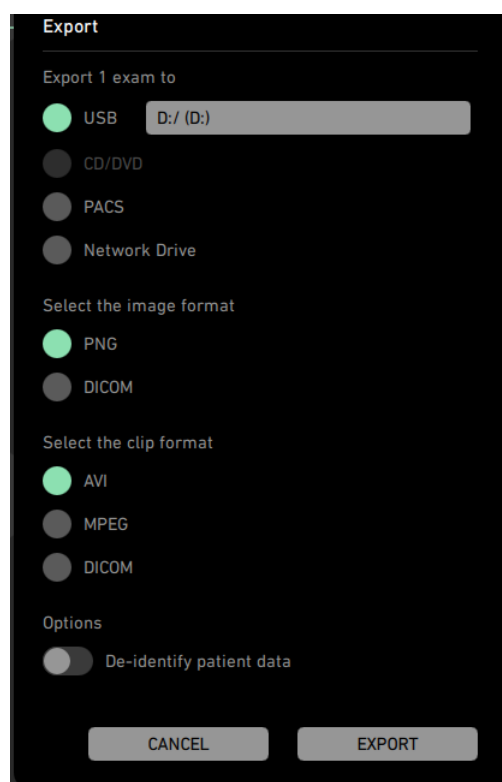 Export
Export 1 exam to
USB D:/ (D:)
CD/DVD
PACS
Network Drive
Select the image format
PNG
DICOM
Select the clip format
AVI
MPEG
DICOM
Options
De-identify patient data
CANCEL EXPORT